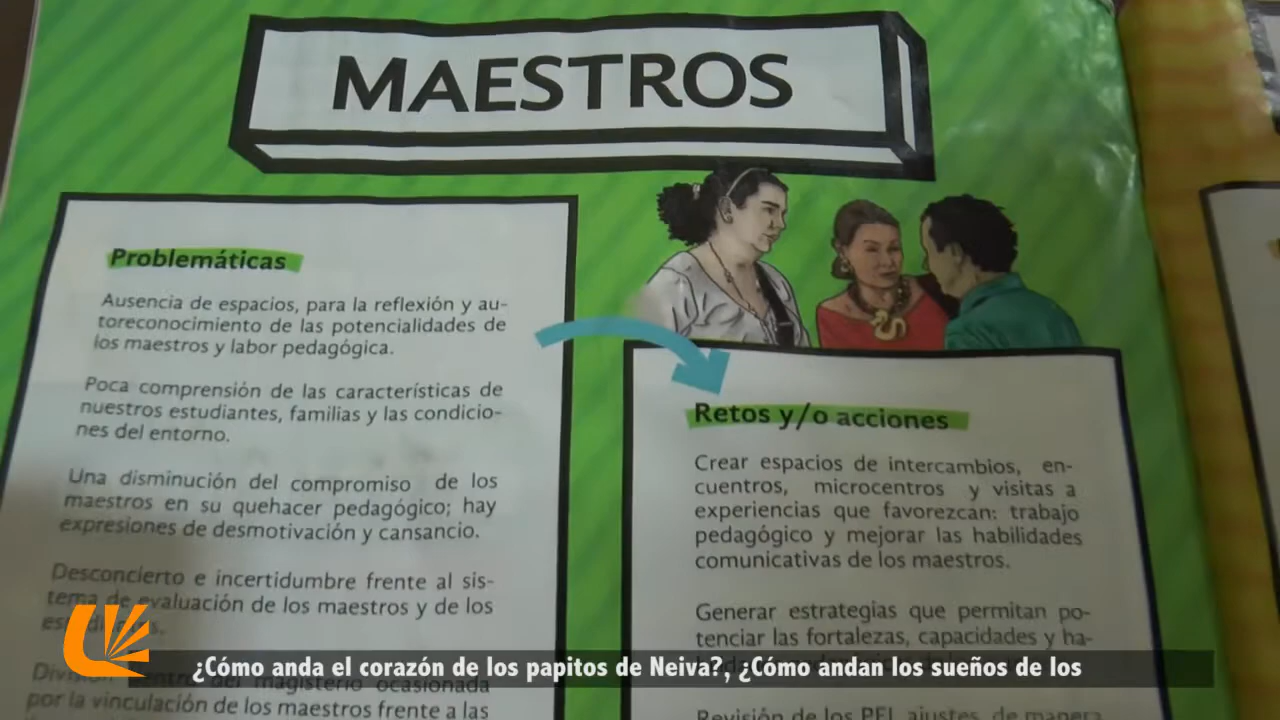 MAESTROS
Problemáticas
Ausencia de espacios, para la reflexión y au-
toreconocimiento de las potencialidades de
los maestros y labor pedagógica.
Poca comprensión de las características de
nuestros estudiantes, familias y las condicio-
nes del entorno.
Una disminución del compromiso de los
maestros en su quehacer pedagógico; hay
expresiones de desmotivación y cansancio.
Desconcierto e incertidumbre frente al sis-
tema de evaluación de los maestros y de los
del magisterio ocasionada
por la vinculación de los maestros frente a las
Retos y/o acciones
Crear espacios de intercambios, en-
cuentros, microcentros y visitas a
experiencias que favorezcan: trabajo
pedagógico y mejorar las habilidades
comunicativas de los maestros.
Generar estrategias que permitan po-
tenciar las fortalezas, capacidades y ha-
Revisión de los PEI, ajustes, de manera
¿Cómo anda el corazón de los papitos de Neiva?, ¿Cómo andan los sueños de los